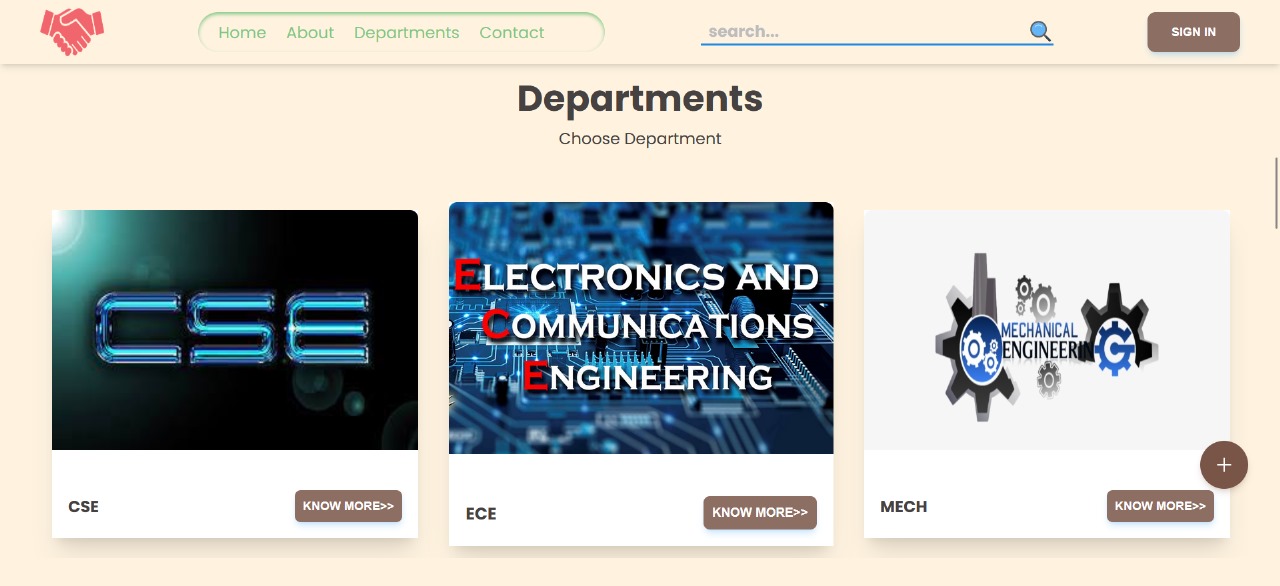 Home About Departments Contact
search...
SIGN IN
Departments
Choose Department
CSE
ELECTRONICS AND
COMMUNICATIONS
ENGINEERING
MECHANICAL
ENGINEERIN
CSE
KNOW MORE>>
ECE
KNOW MORE>>
MECH
KNOW MORE>>